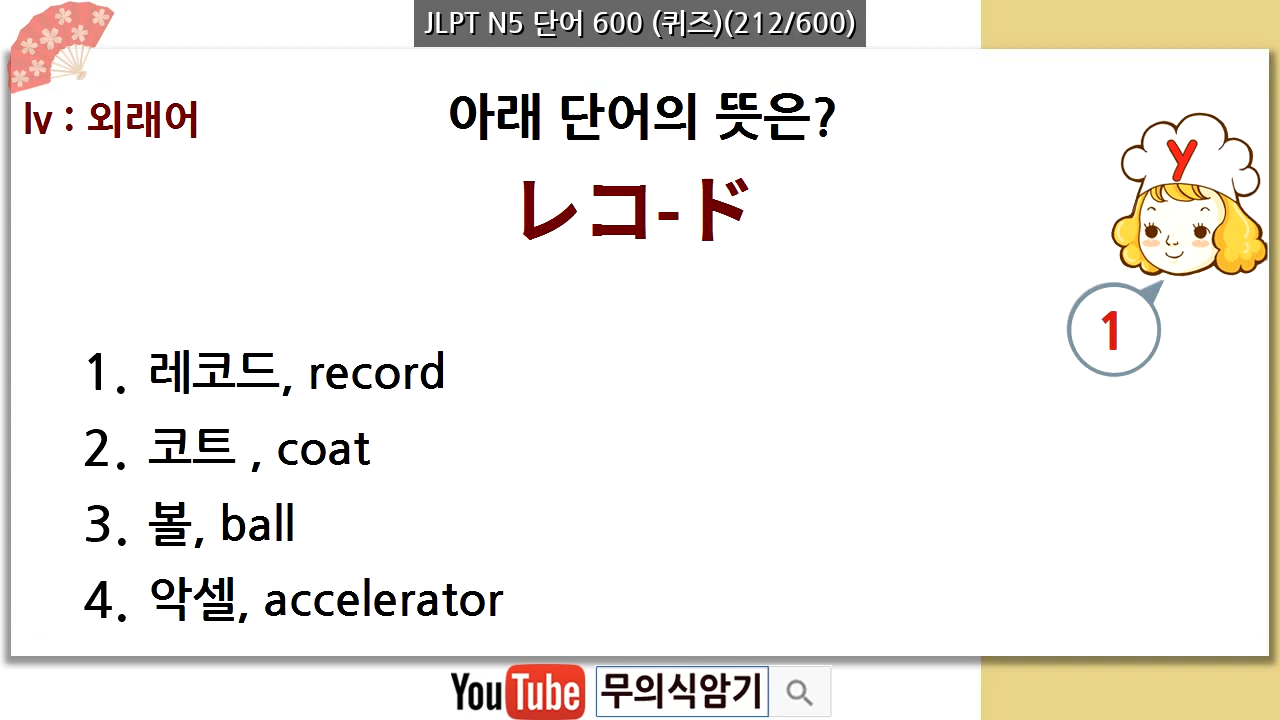 JLPT N5 단어 600 (퀴즈)(212/600)
lv : 외래어
아래 단어의 뜻은?
レコ-ド
y
1
1. 레코드, record
2. 코트 , coat
3. 볼, ball
4. 악셀, accelerator
YouTube 무의식암기